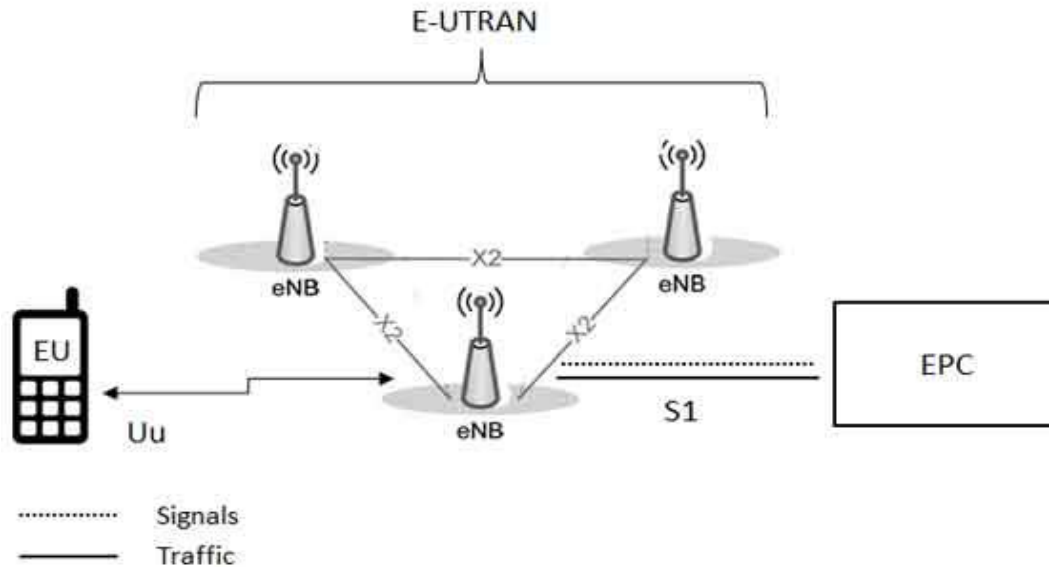 E-UTRAN
X2
eNB
eNB
X2
X2
EU
EPC
S1
eNB
Uu
Signals
Traffic